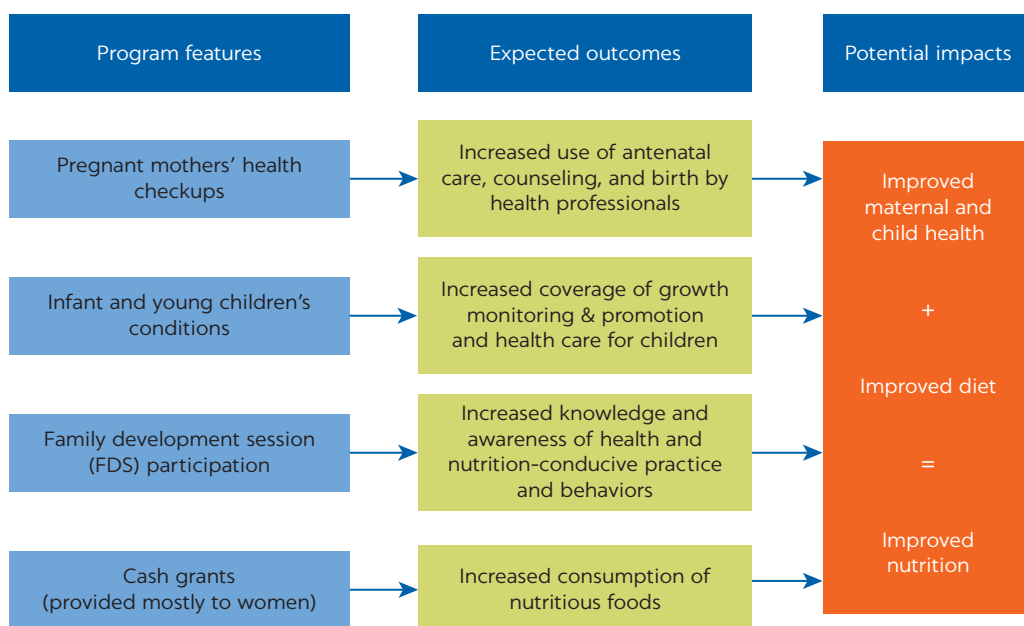 Program features
Expected outcomes
Potential impacts
Pregnant mothers’ health
checkups
Increased use of antenatal
care, counseling, and birth by
health professionals
Infant and young children’s
conditions
Increased coverage of growth
monitoring & promotion
and health care for children
Family development session
(FDS) participation
Increased knowledge and
awareness of health and
nutrition-conducive practice
and behaviors
Cash grants
(provided mostly to women)
Increased consumption of
nutritious foods
Improved
maternal and
child health
+
Improved diet
=
Improved
nutrition